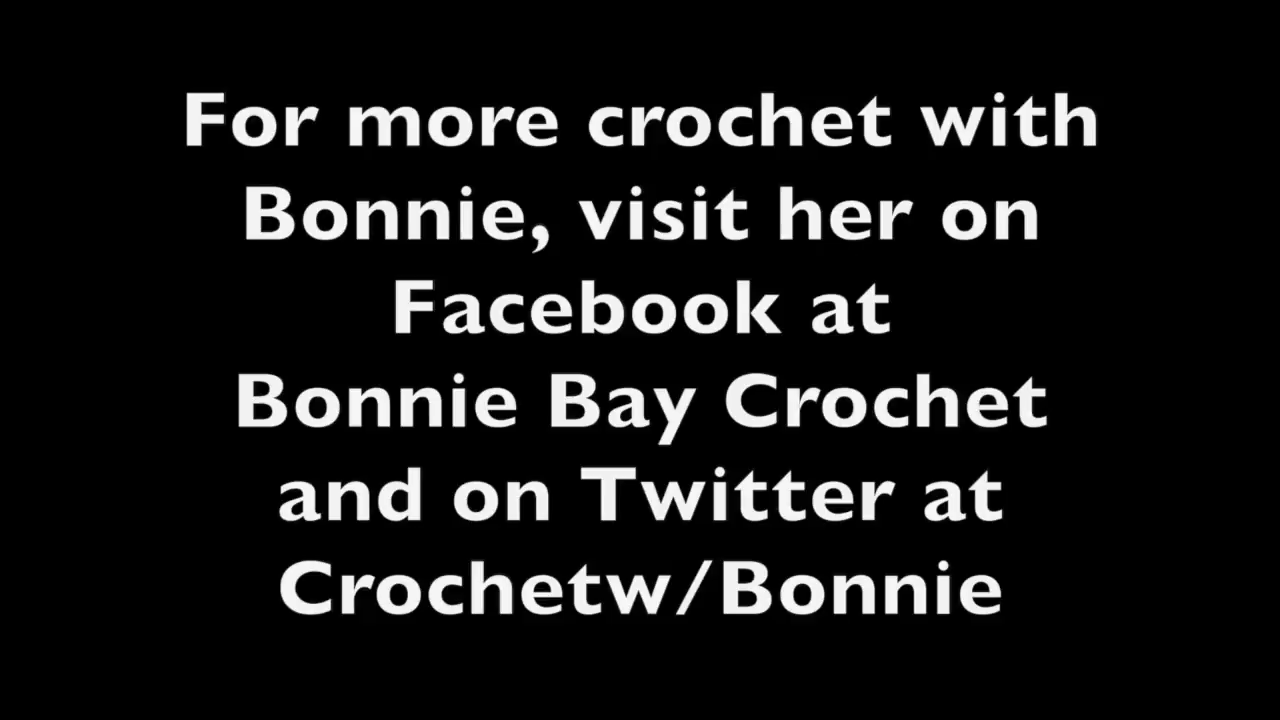 For more crochet with
Bonnie, visit her on
Facebook at
Bonnie Bay Crochet
and on Twitter at
Crochetw/Bonnie